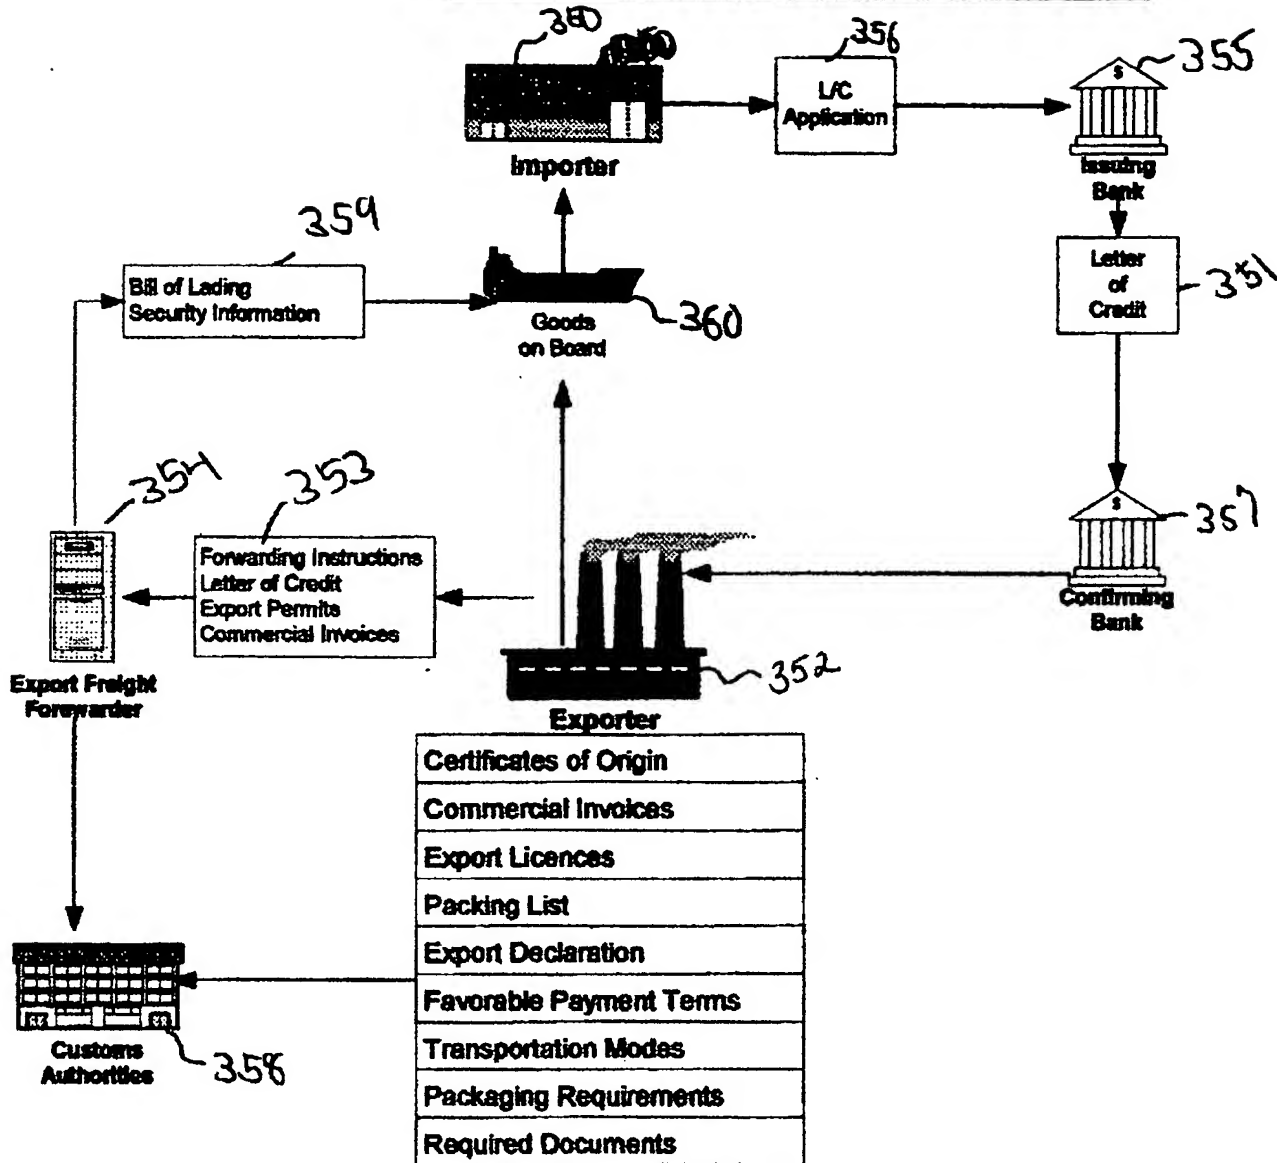 380
356
355
L/C
Application
$
Importer
Issuing
Bank
359
Bill of Lading
Security Information
Letter
of
Credit
351
Goods
on Board
360
354
353
$
357
Forwarding Instructions
Letter of Credit
Export Permits
Commercial Invoices
Confirming
Bank
352
Export Freight
Forewarder
Exporter
Certificates of Origin
Commercial Invoices
Export Licences
Packing List
Export Declaration
Favorable Payment Terms
Transportation Modes
Packaging Requirements
Required Documents
Customs
Authorities
358